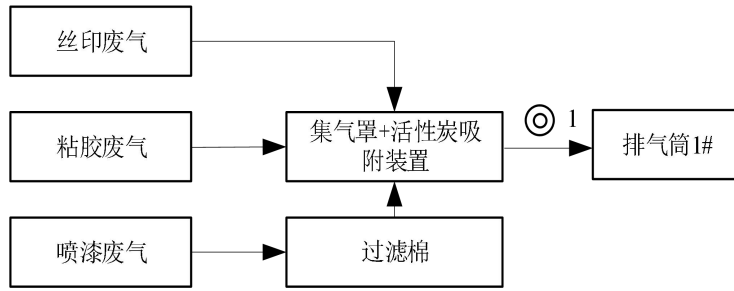 丝印废气
粘胶废气
集气罩+活性炭吸
附装置
◎ 1
排气筒1#
喷漆废气
过滤棉